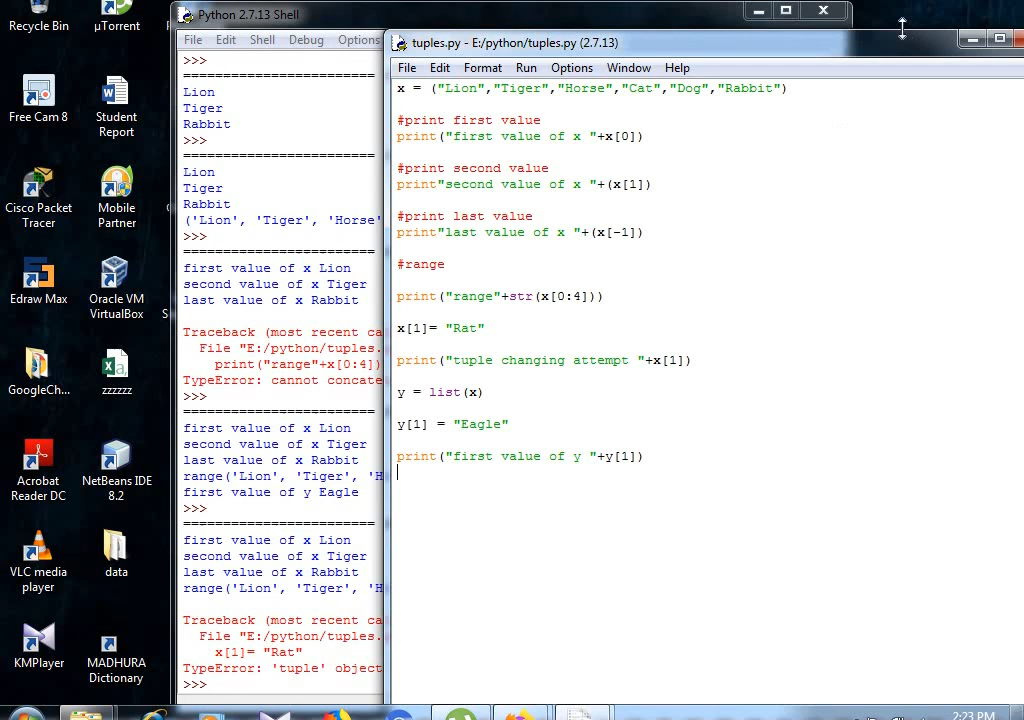 Recycle Bin
µTorrent
Free Cam 8
Student
Report
Cisco Packet
Tracer
Mobile
Partner
Edraw Max
Oracle VM
VirtualBox
GoogleCh...
zzzzzz
Acrobat
Reader DC
NetBeans IDE
8.2
VLC media
player
data
KMPlayer
MADHURA
Dictionary
Python 2.7.13 Shell
File Edit Shell Debug Options
>>>
========================
Lion
Tiger
Rabbit
>>>
========================
Lion
Tiger
Rabbit
('Lion', 'Tiger', 'Horse'
>>>
========================
first value of x Lion
second value of x Tiger
last value of x Rabbit
Traceback (most recent ca
File "E:/python/tuples.
print("range"+x[0:4])
TypeError: cannot concate
>>>
========================
first value of x Lion
second value of x Tiger
last value of x Rabbit
range('Lion', 'Tiger', 'H
first value of y Eagle
>>>
========================
first value of x Lion
second value of x Tiger
last value of x Rabbit
range('Lion', 'Tiger', 'H
Traceback (most recent ca
File "E:/python/tuples.
x[1]= "Rat"
TypeError: 'tuple' object
>>>
tuples.py - E:/python/tuples.py (2.7.13)
File Edit Format Run Options Window Help
x = ("Lion","Tiger","Horse","Cat","Dog","Rabbit")
#print first value
print("first value of x "+x[0])
#print second value
print"second value of x "+(x[1])
#print last value
print"last value of x "+(x[-1])
#range
print("range"+str(x[0:4]))
x[1]= "Rat"
print("tuple changing attempt "+x[1])
y = list(x)
y[1] = "Eagle"
print("first value of y "+y[1])
2:23 PM